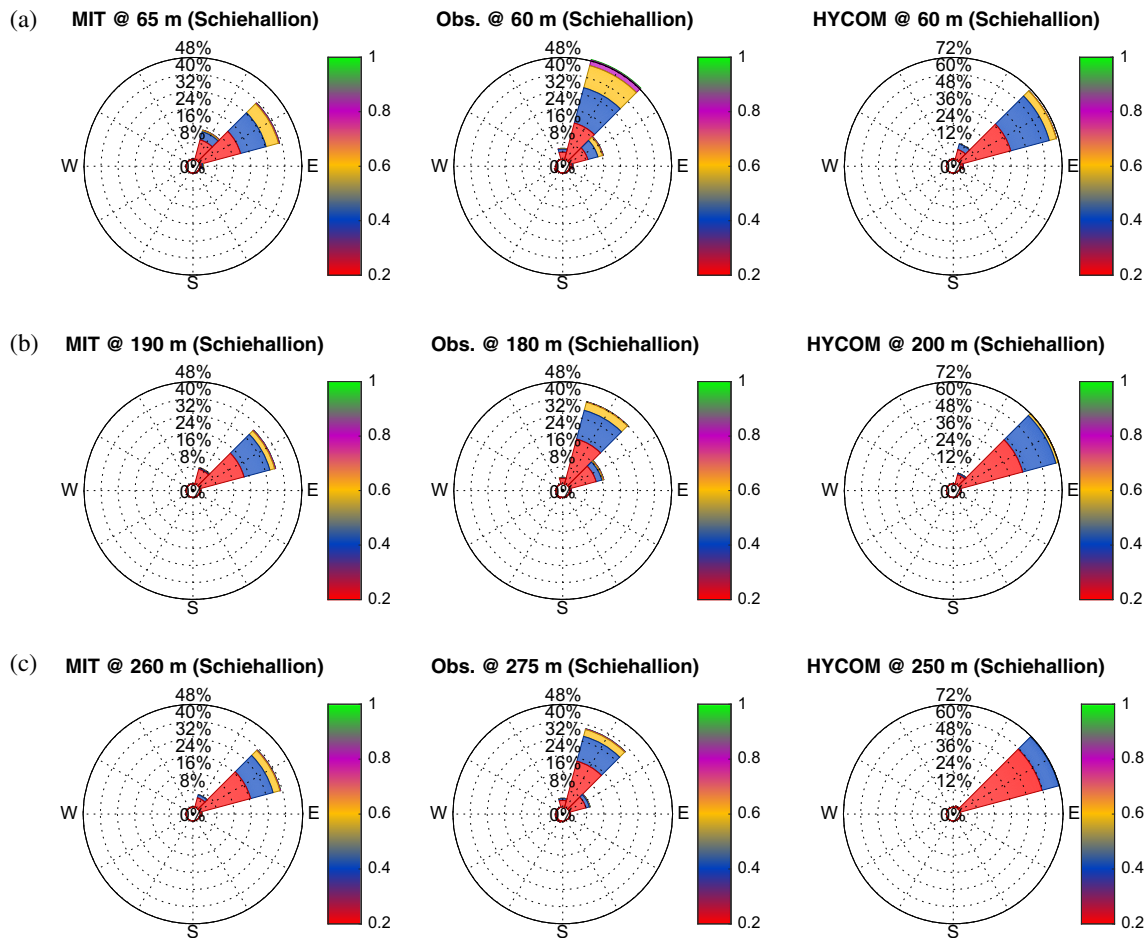 (a)
MIT @ 65 m (Schiehallion)
48%
40%
32%
24%
16%
8%
0%
W
E
S
1
0.8
0.6
0.4
0.2
Obs. @ 60 m (Schiehallion)
48%
40%
32%
24%
16%
8%
0%
W
E
S
1
0.8
0.6
0.4
0.2
HYCOM @ 60 m (Schiehallion)
72%
60%
48%
36%
24%
12%
0%
W
E
S
1
0.8
0.6
0.4
0.2
(b)
MIT @ 190 m (Schiehallion)
48%
40%
32%
24%
16%
8%
0%
W
E
S
1
0.8
0.6
0.4
0.2
Obs. @ 180 m (Schiehallion)
48%
40%
32%
24%
16%
8%
0%
W
E
S
1
0.8
0.6
0.4
0.2
HYCOM @ 200 m (Schiehallion)
72%
60%
48%
36%
24%
12%
0%
W
E
S
1
0.8
0.6
0.4
0.2
(c)
MIT @ 260 m (Schiehallion)
48%
40%
32%
24%
16%
8%
0%
W
E
S
1
0.8
0.6
0.4
0.2
Obs. @ 275 m (Schiehallion)
48%
40%
32%
24%
16%
8%
0%
W
E
S
1
0.8
0.6
0.4
0.2
HYCOM @ 250 m (Schiehallion)
72%
60%
48%
36%
24%
12%
0%
W
E
S
1
0.8
0.6
0.4
0.2